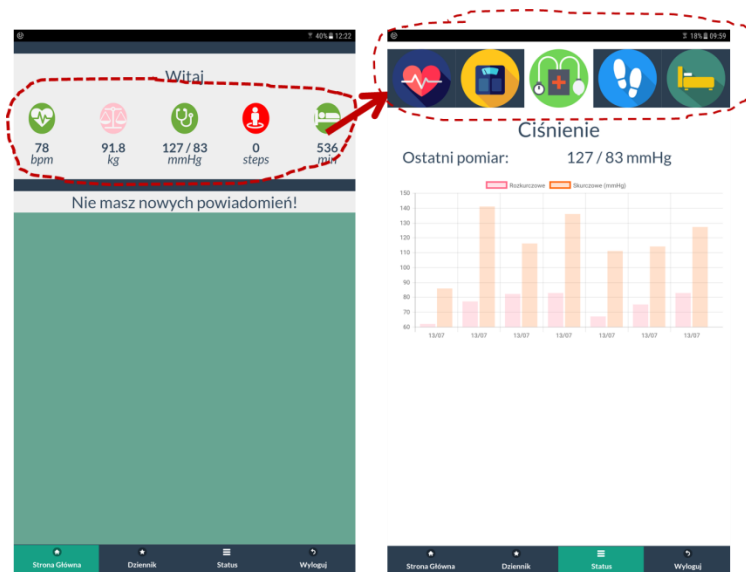 40% 12:22
Witaj
78 91.8 127 / 83 0 536
bpm kg mmHg steps min
Nie masz nowych powiadomień!
Strona Główna Dziennik Status Wyloguj
18% 09:59
Ciśnienie
Ostatni pomiar: 127 / 83 mmHg
Rozkurczowe Skurczowe (mmHg)
150
140
130
120
110
100
90
80
70
60
13/07 13/07 13/07 13/07 13/07 13/07 13/07
Strona Główna Dziennik Status Wyloguj